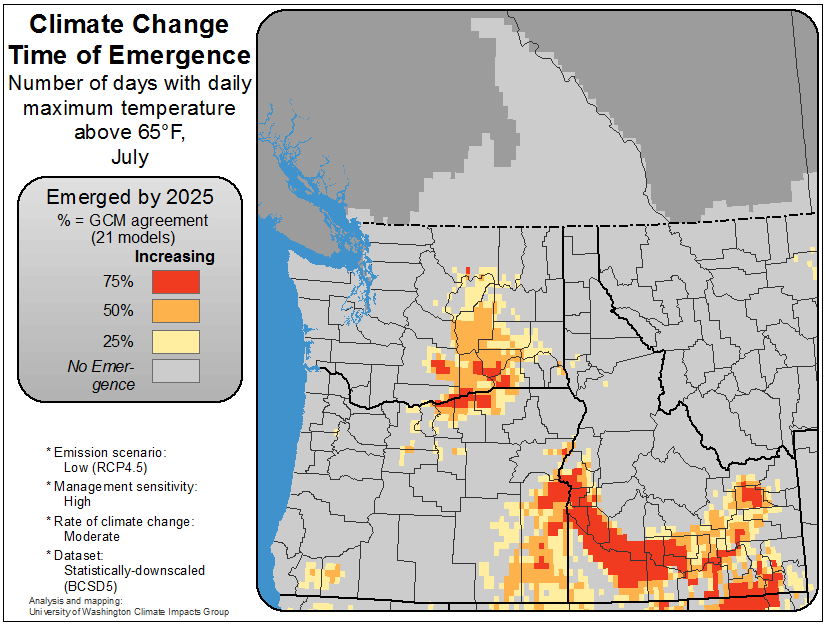 Climate Change
Time of Emergence
Number of days with daily
maximum temperature
above 65°F,
July
Emerged by 2025
% = GCM agreement
(21 models)
Increasing
75%
50%
25%
No Emer-
gence
* Emission scenario:
Low (RCP4.5)
* Management sensitivity:
High
* Rate of climate change:
Moderate
* Dataset:
Statistically-downscaled
(BCSD5)
Analysis and mapping:
University of Washington Climate Impacts Group